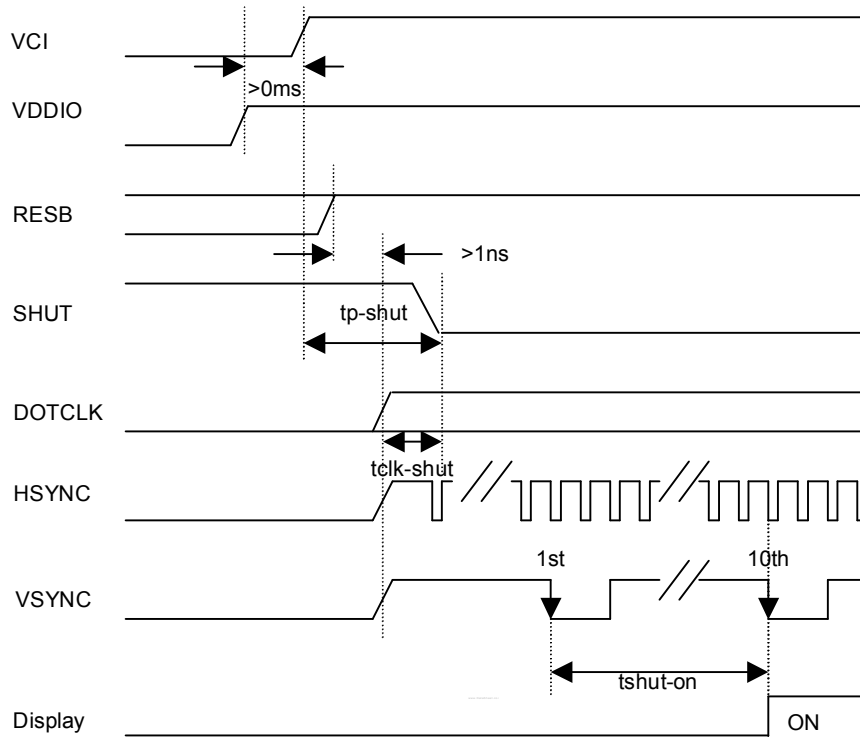 VCI
>0ms
VDDIO
RESB
>1ns
SHUT
tp-shut
DOTCLK
tclk-shut
HSYNC
1st
10th
VSYNC
tshut-on
Display
ON